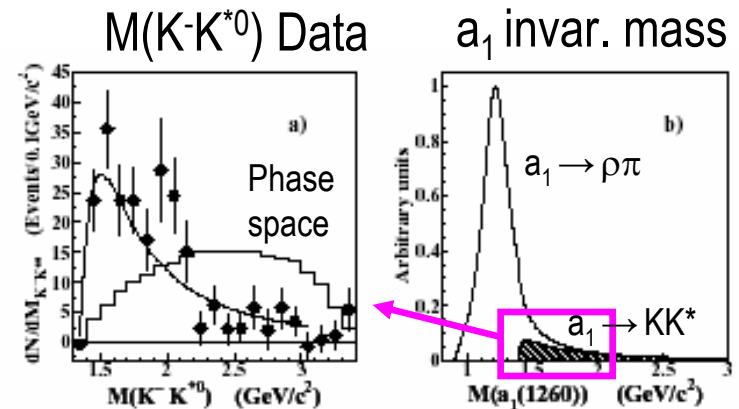 M(K-K*0) Data
a1 invar. mass
dN/dM K-K*0 (Events/0.1GeV/c2)
45
40
35
30
25
20
15
10
5
0
a)
Phase
space
1.5
2
2.5
3
M(K- K*0) (GeV/c2)
Arbitrary units
1
0.8
0.6
0.4
0.2
0
b)
a1 → ρπ
a1 → KK*
1
1.5
2
2.5
3
M(a1(1260)) (GeV/c2)